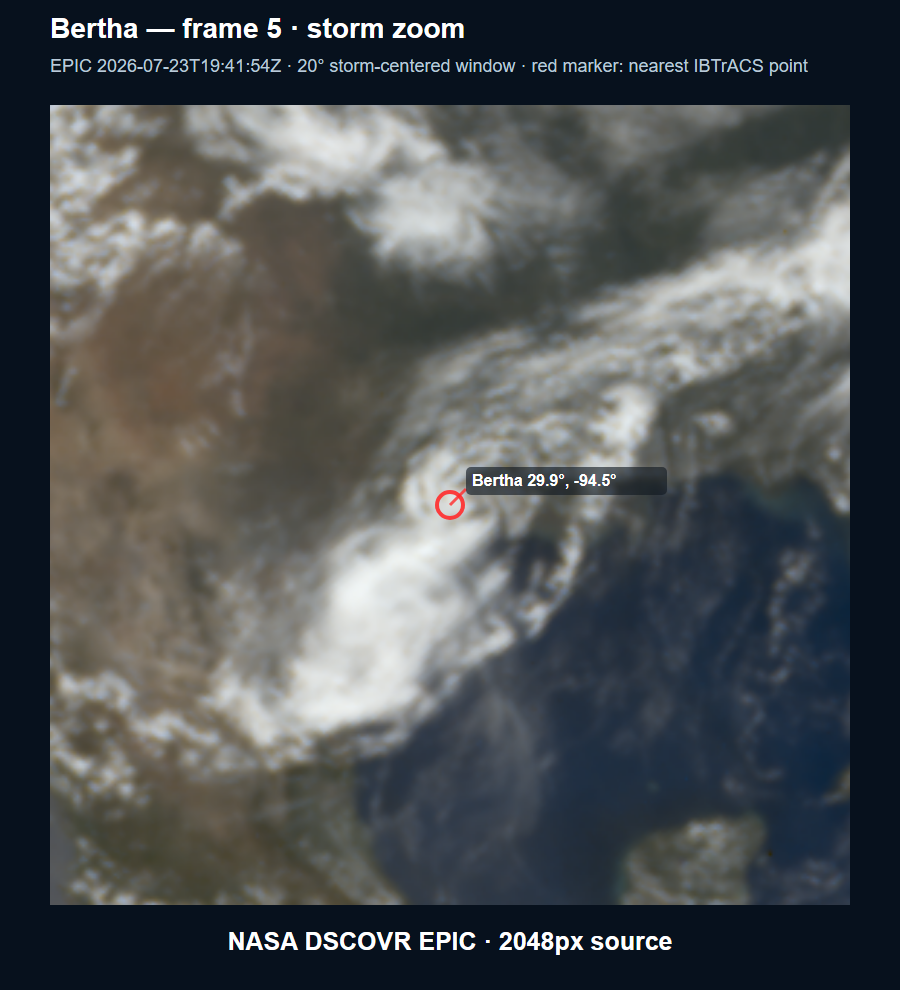 Bertha — frame 5 · storm zoom
EPIC 2026-07-23T19:41:54Z · 20° storm-centered window · red marker: nearest IBTrACS point
Bertha 29.9°, -94.5°
NASA DSCOVR EPIC · 2048px source